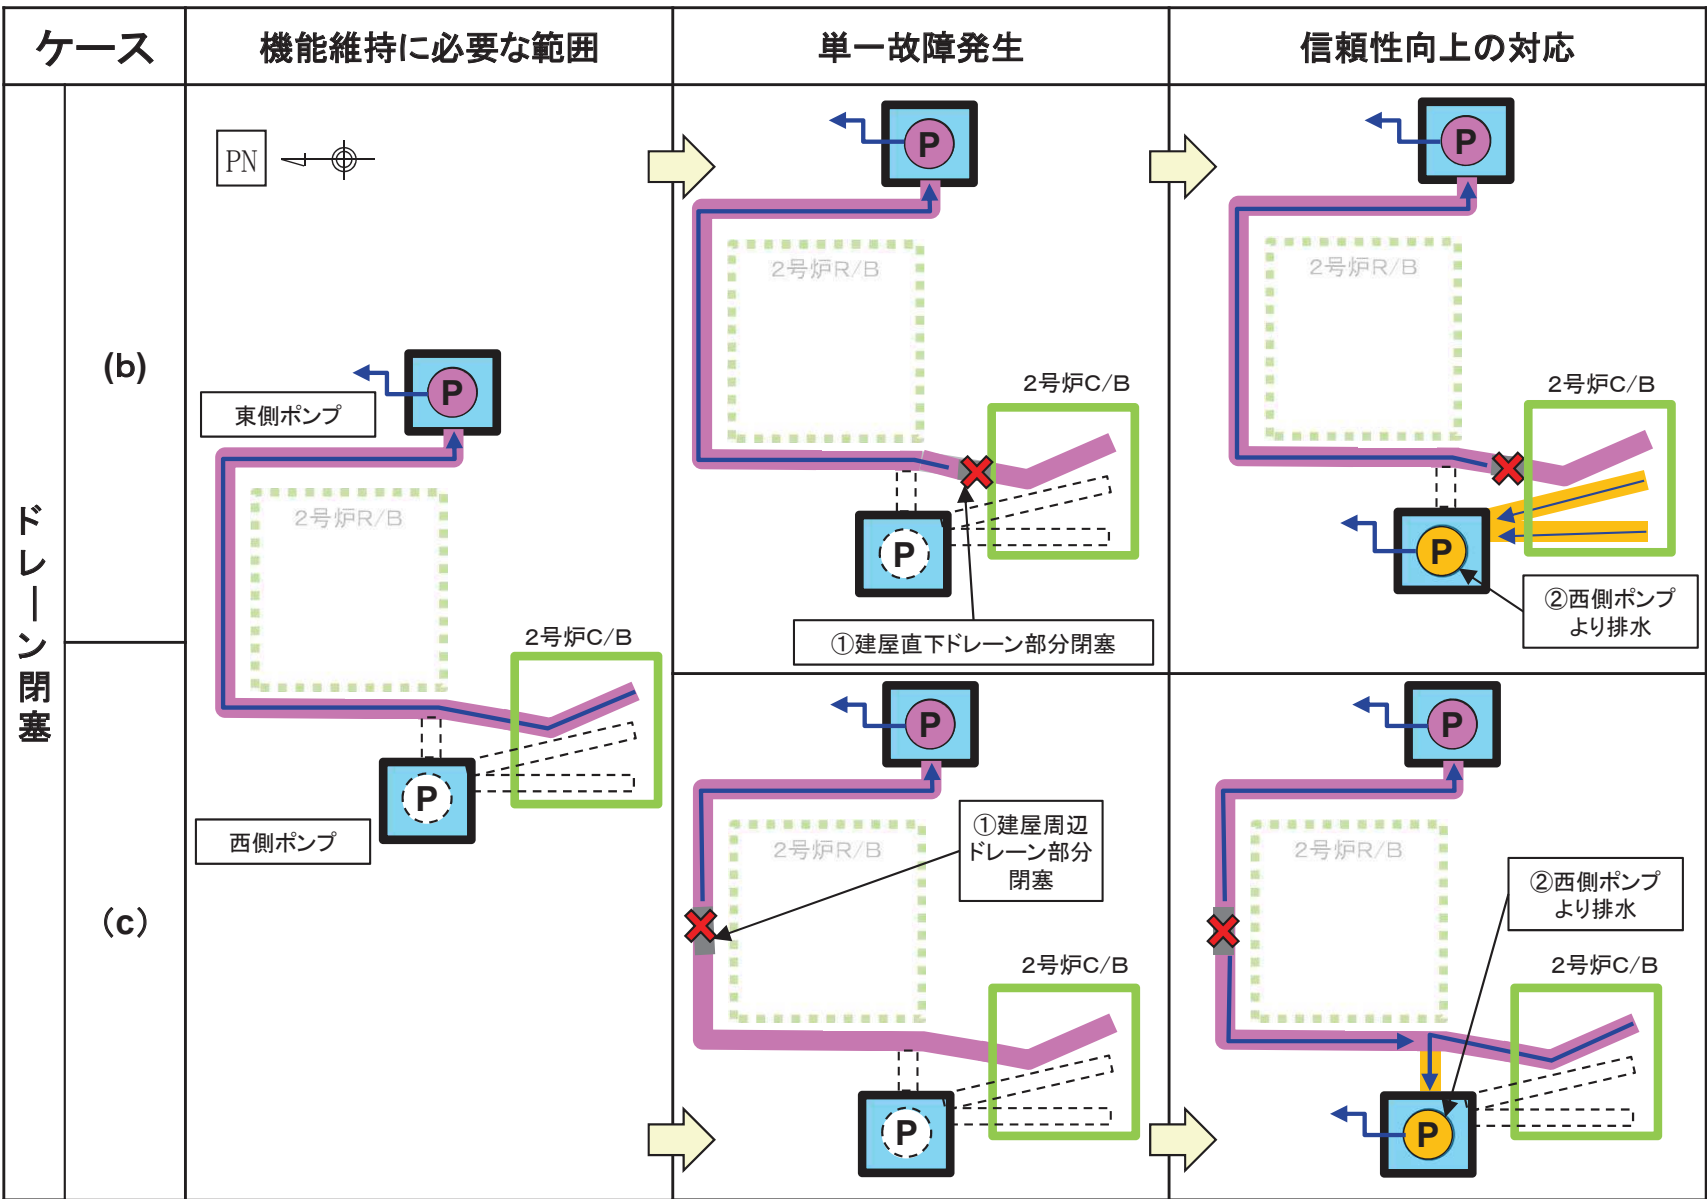 ケース
機能維持に必要な範囲
単一故障発生
信頼性向上の対応
ドレーン閉塞
(b)
(c)
PN
P
東側ポンプ
2号炉R/B
2号炉C/B
P
西側ポンプ
P
2号炉R/B
2号炉C/B
P
①建屋直下ドレーン部分閉塞
P
2号炉R/B
2号炉C/B
P
②西側ポンプ
より排水
P
①建屋周辺
ドレーン部分
閉塞
2号炉R/B
2号炉C/B
P
P
2号炉R/B
②西側ポンプ
より排水
2号炉C/B
P